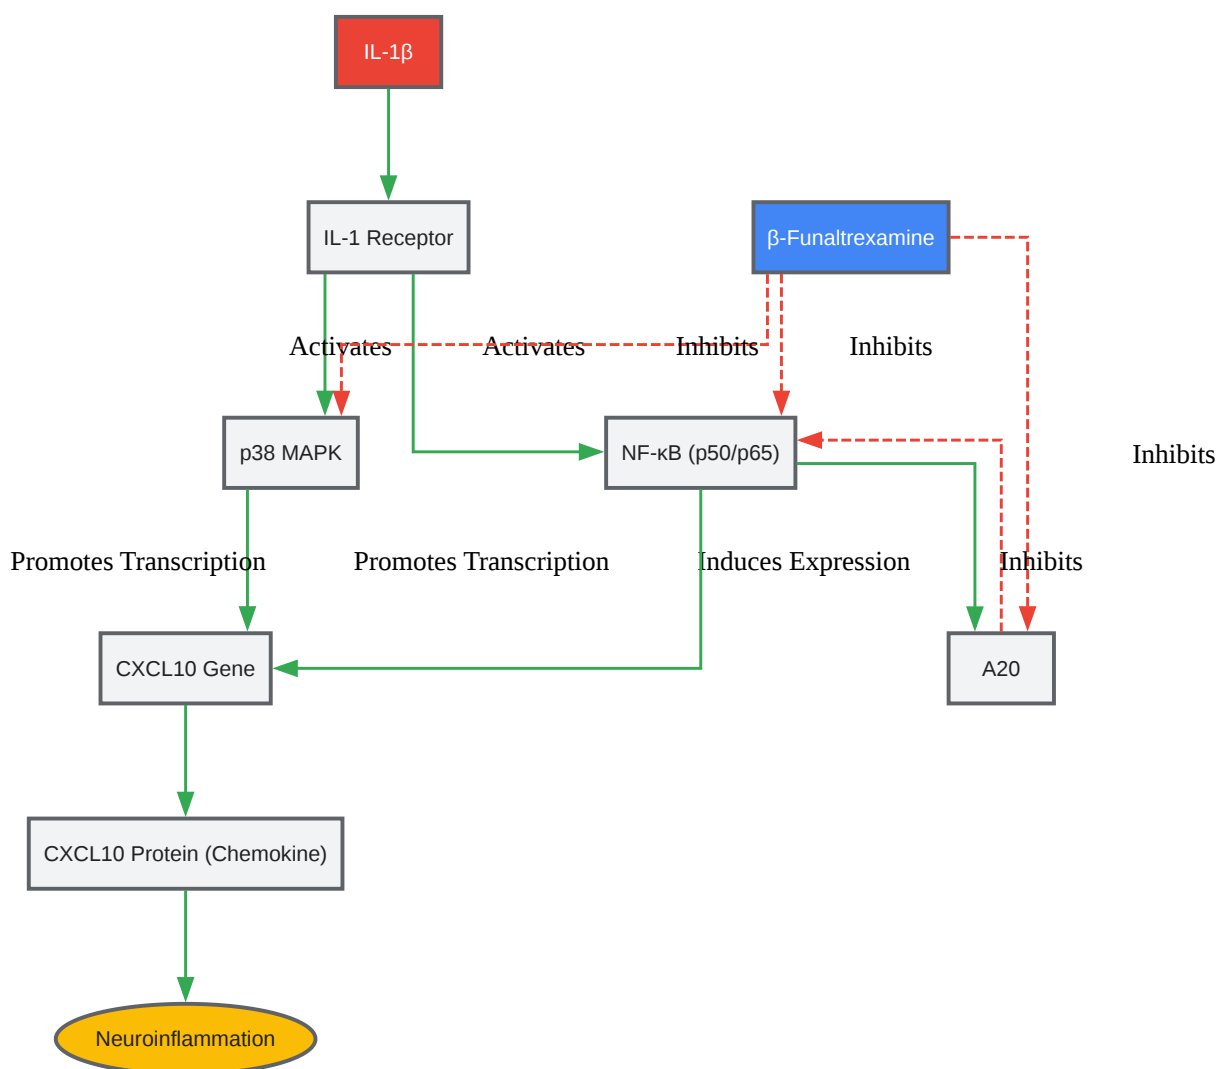 IL-1β
IL-1 Receptor
β-Funaltrexamine
Activates
Activates
Inhibits
Inhibits
p38 MAPK
NF-κB (p50/p65)
Inhibits
Promotes Transcription
Promotes Transcription
Induces Expression
Inhibits
CXCL10 Gene
A20
CXCL10 Protein (Chemokine)
Neuroinflammation